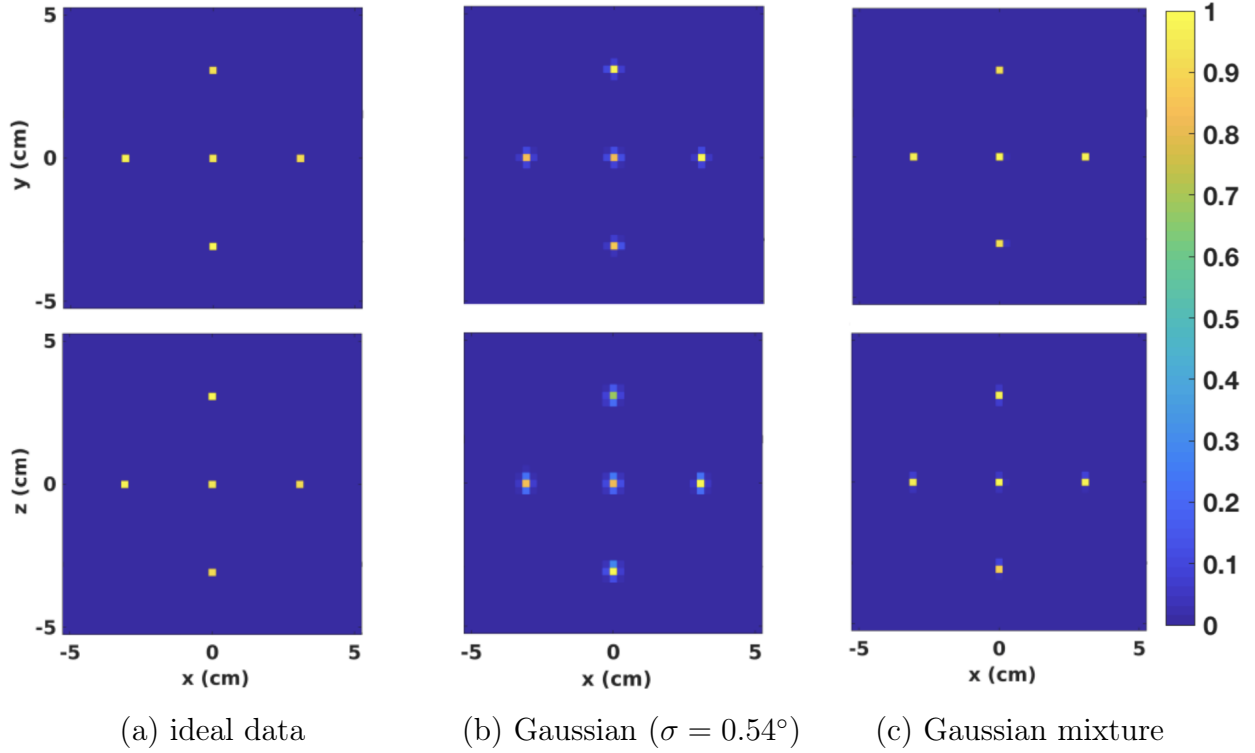 5
0
-5
y (cm)
5
0
-5
z (cm)
-5 0 5
x (cm)
-5 0 5
x (cm)
-5 0 5
x (cm)
1
0.9
0.8
0.7
0.6
0.5
0.4
0.3
0.2
0.1
0
(a) ideal data
(b) Gaussian (σ = 0.54°)
(c) Gaussian mixture